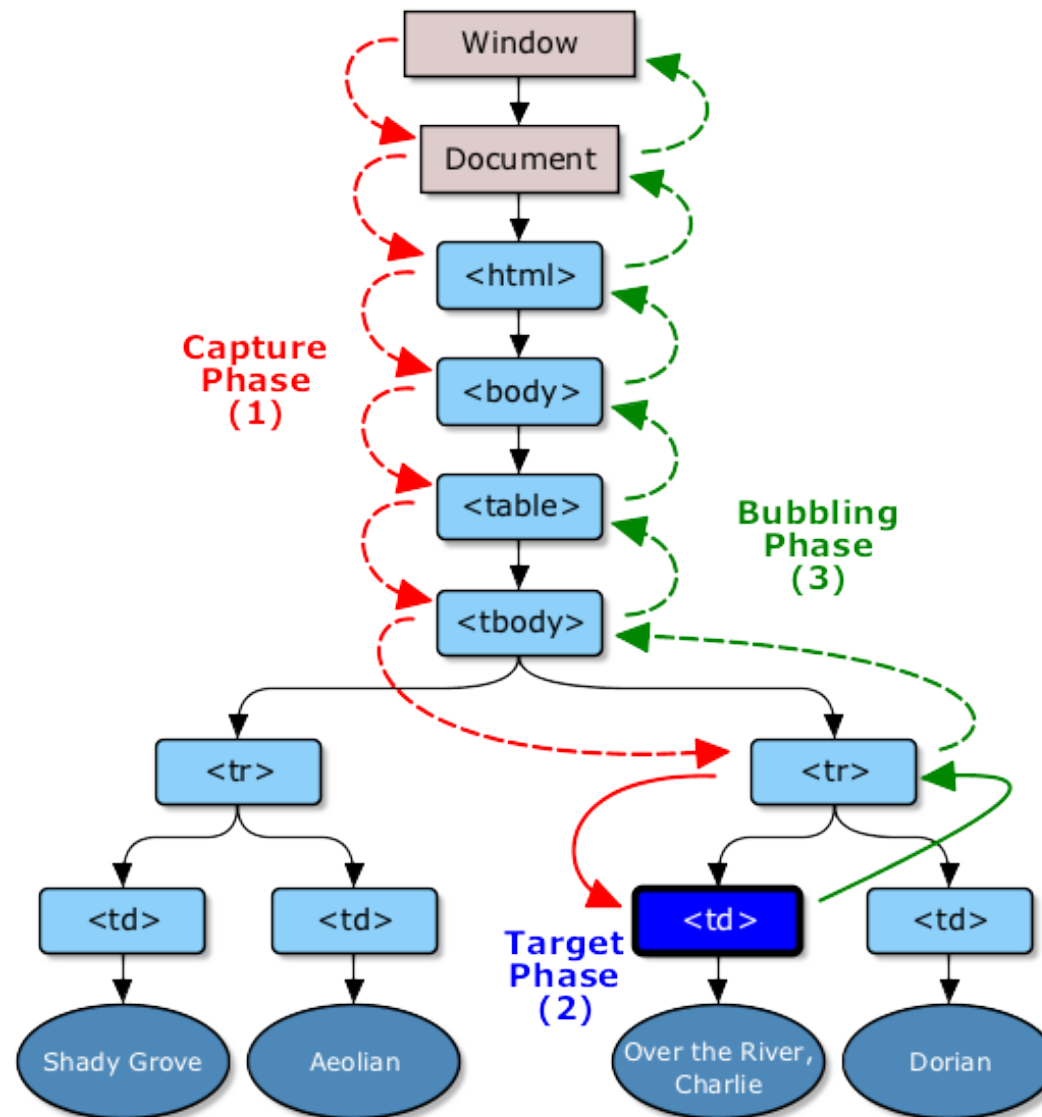 Window
Document
<html>
Capture
Phase
(1)
<body>
<table>
Bubbling
Phase
(3)
<tbody>
<tr>
<tr>
<td>
<td>
<td>
<td>
Target
Phase
(2)
Shady Grove
Aeolian
Over the River,
Charlie
Dorian